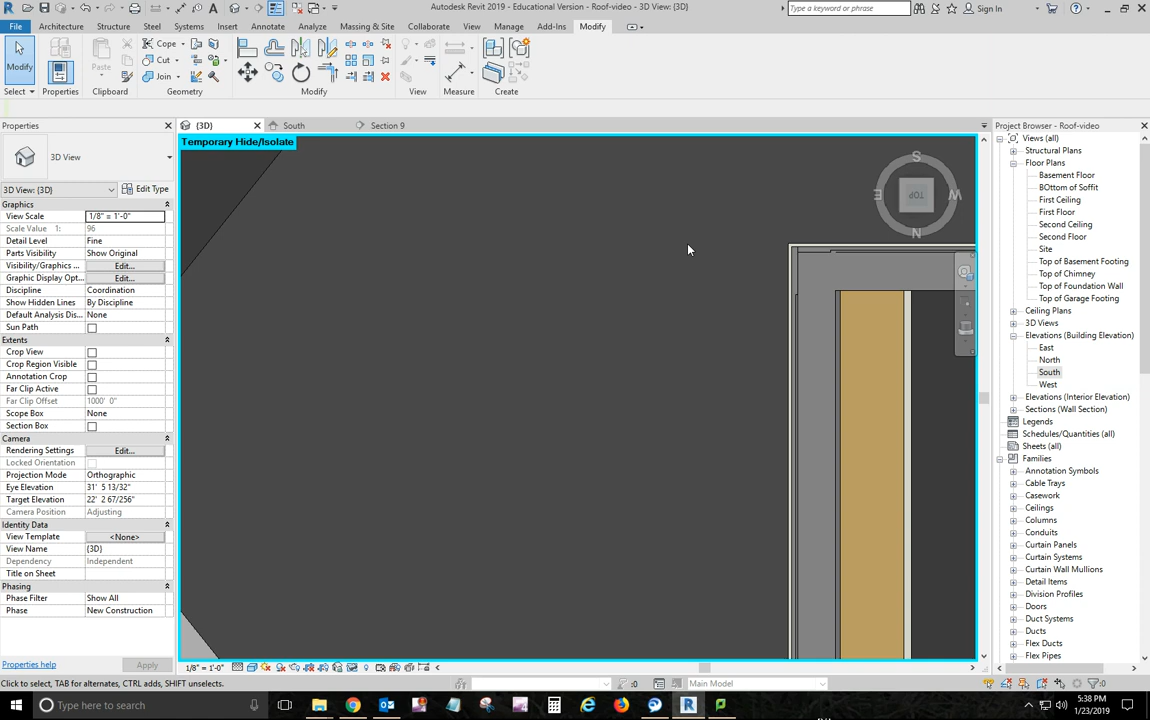 Autodesk Revit 2019 - Educational Version - Roof-video - 3D View: {3D}
Type a keyword or phrase
Sign In
File
Architecture
Structure
Steel
Systems
Insert
Annotate
Analyze
Massing & Site
Collaborate
View
Manage
Add-Ins
Modify
Modify
Properties
Paste
Cope
Cut
Join
Select
Properties
Clipboard
Geometry
Modify
View
Measure
Create
Properties
{3D}
South
Section 9
Project Browser - Roof-video
3D View
3D View: {3D}
Edit Type
Graphics
View Scale 1/8" = 1'-0"
Scale Value 1: 96
Detail Level Fine
Parts Visibility Show Original
Visibility/Graphics ... Edit...
Graphic Display Opt... Edit...
Discipline Coordination
Show Hidden Lines By Discipline
Default Analysis Dis... None
Sun Path
Extents
Crop View
Crop Region Visible
Annotation Crop
Far Clip Active
Far Clip Offset 1000' 0"
Scope Box None
Section Box
Camera
Rendering Settings Edit...
Locked Orientation
Projection Mode Orthographic
Eye Elevation 31' 5 13/32"
Target Elevation 22' 2 67/256"
Camera Position Adjusting
Identity Data
View Template <None>
View Name {3D}
Dependency Independent
Title on Sheet
Phasing
Phase Filter Show All
Phase New Construction
Properties help
Apply
Temporary Hide/Isolate
S
E
TOP
W
N
Views (all)
Structural Plans
Floor Plans
Basement Floor
BOttom of Soffit
First Ceiling
First Floor
Second Ceiling
Second Floor
Site
Top of Basement Footing
Top of Chimney
Top of Foundation Wall
Top of Garage Footing
Ceiling Plans
3D Views
Elevations (Building Elevation)
East
North
South
West
Elevations (Interior Elevation)
Sections (Wall Section)
Legends
Schedules/Quantities (all)
Sheets (all)
Families
Annotation Symbols
Cable Trays
Casework
Ceilings
Columns
Conduits
Curtain Panels
Curtain Systems
Curtain Wall Mullions
Detail Items
Division Profiles
Doors
Duct Systems
Ducts
Flex Ducts
Flex Pipes
1/8" = 1'-0"
Click to select, TAB for alternates, CTRL adds, SHIFT unselects.
:0
Main Model
:0
Type here to search
5:38 PM
1/23/2019